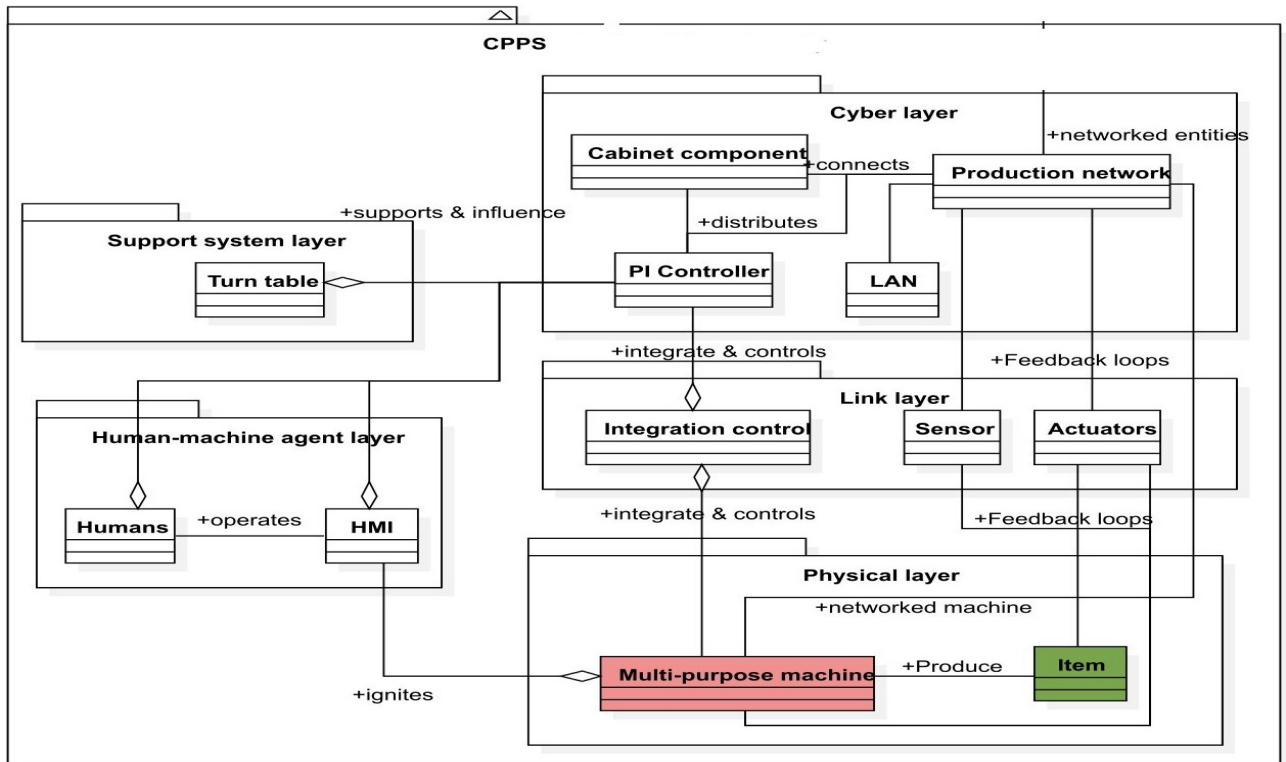 CPPS
Cyber layer
+networked entities
Cabinet component
+connects
Production network
+supports & influence
+distributes
Support system layer
Turn table
PI Controller
LAN
+integrate & controls
+Feedback loops
Link layer
Integration control
Sensor
Actuators
Human-machine agent layer
Humans
+operates
HMI
+integrate & controls
+Feedback loops
Physical layer
+networked machine
Multi-purpose machine
+Produce
Item
+ignites